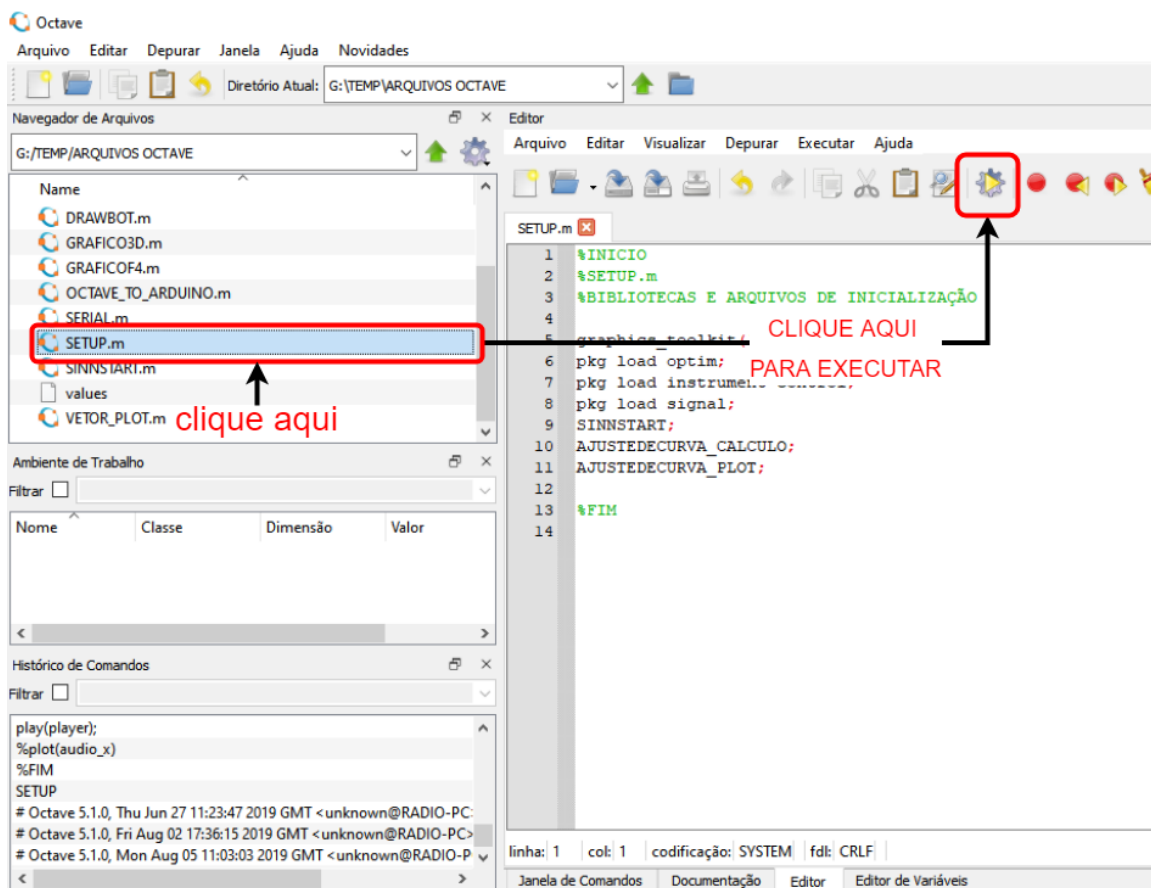 Octave
Arquivo Editar Depurar Janela Ajuda Novidades
Diretório Atual: G:\TEMP\ARQUIVOS OCTAVE
Navegador de Arquivos
G:/TEMP/ARQUIVOS OCTAVE
Name
DRAWBOT.m
GRAFICO3D.m
GRAFICOF4.m
OCTAVE_TO_ARDUINO.m
SERIAL.m
SETUP.m
SINNSTART.m
values
VETOR_PLOT.m
clique aqui
Ambiente de Trabalho
Filtrar
Nome Classe Dimensão Valor
Histórico de Comandos
Filtrar
play(player);
%plot(audio_x)
%FIM
SETUP
# Octave 5.1.0, Thu Jun 27 11:23:47 2019 GMT <unknown@RADIO-PC>
# Octave 5.1.0, Fri Aug 02 17:36:15 2019 GMT <unknown@RADIO-PC>
# Octave 5.1.0, Mon Aug 05 11:03:03 2019 GMT <unknown@RADIO-P
Editor
Arquivo Editar Visualizar Depurar Executar Ajuda
SETUP.m
1 %INICIO
2 %SETUP.m
3 %BIBLIOTECAS E ARQUIVOS DE INICIALIZAÇÃO
4
5 graphics_toolkit(
6 pkg load optim;
7 pkg load instrument-control;
8 pkg load signal;
9 SINNSTART;
10 AJUSTEDECURVA_CALCULO;
11 AJUSTEDECURVA_PLOT;
12
13 %FIM
14
CLIQUE AQUI
PARA EXECUTAR
linha: 1 col: 1 codificação: SYSTEM fdl: CRLF
Janela de Comandos Documentação Editor Editor de Variáveis